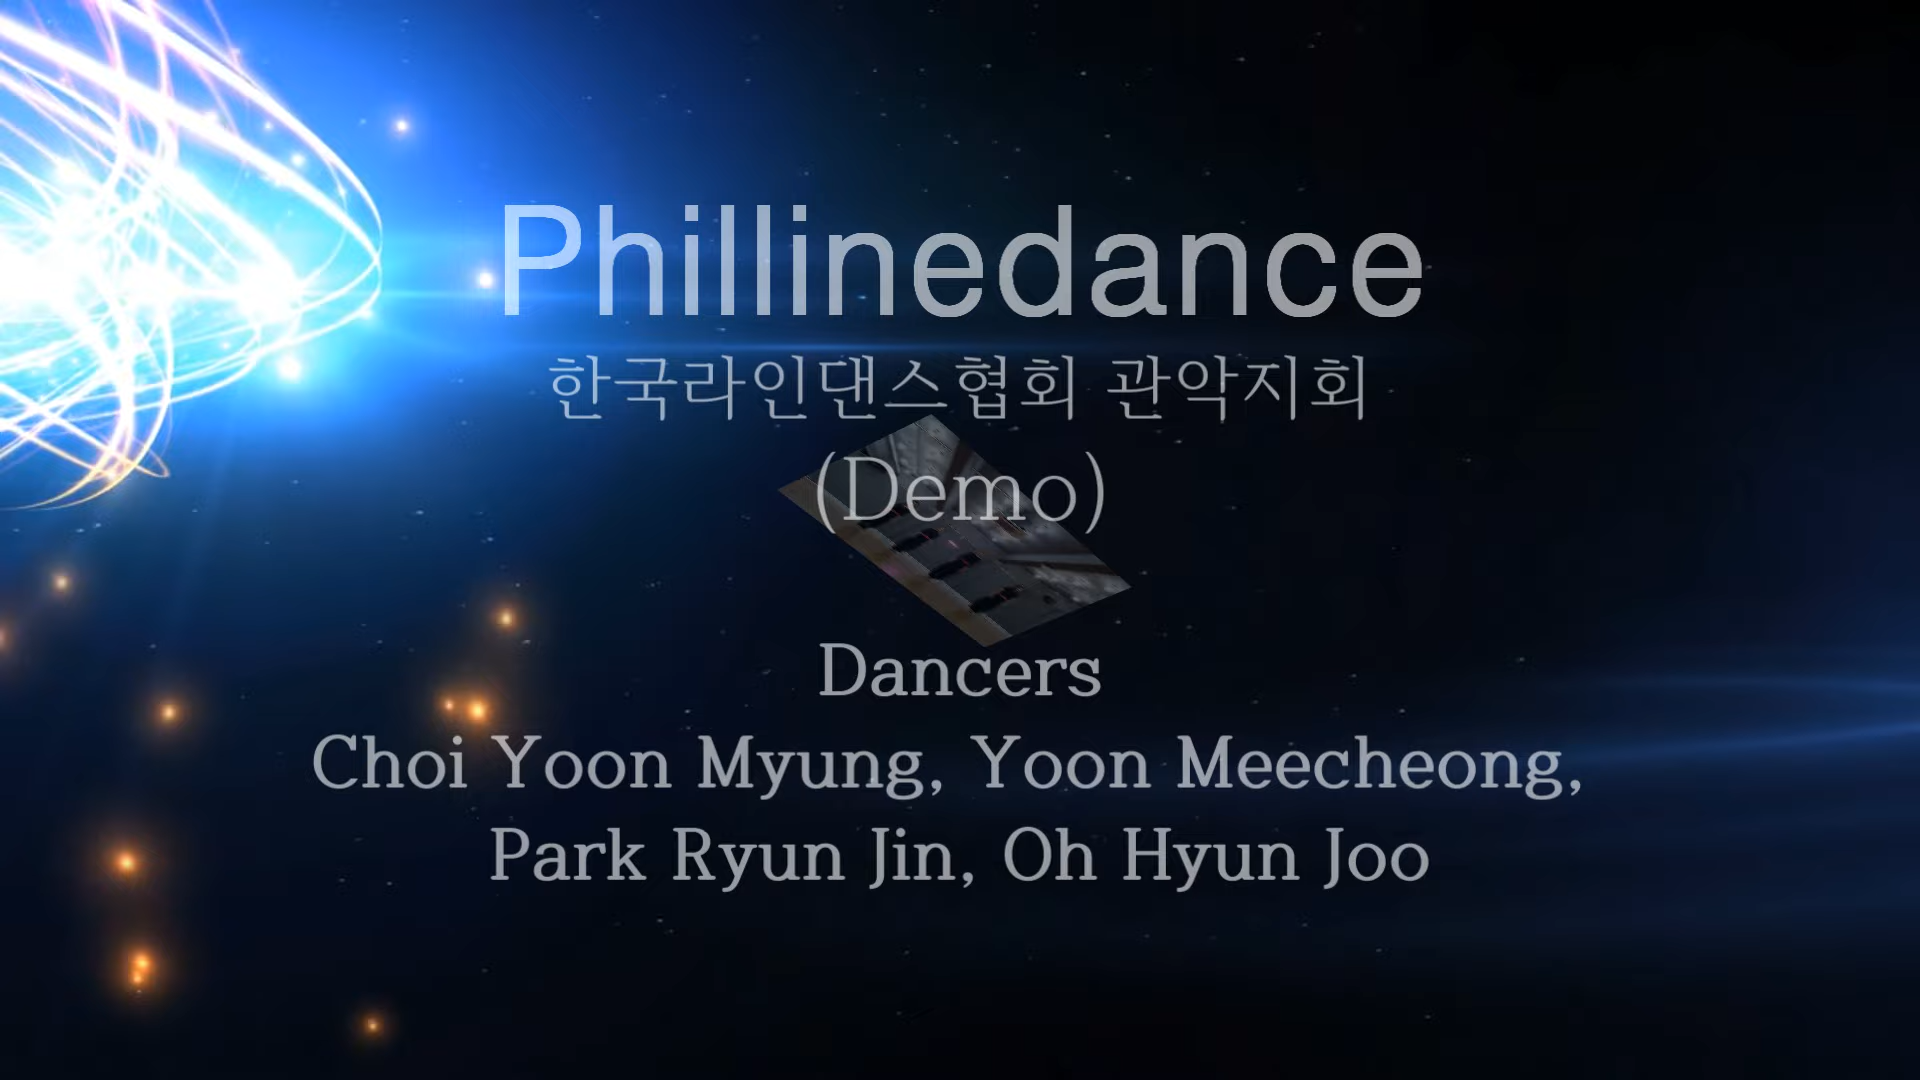 Phillinedance
한국라인댄스협회 관악지회
(Demo)
Dancers
Choi Yoon Myung, Yoon Meecheong,
Park Ryun Jin, Oh Hyun Joo